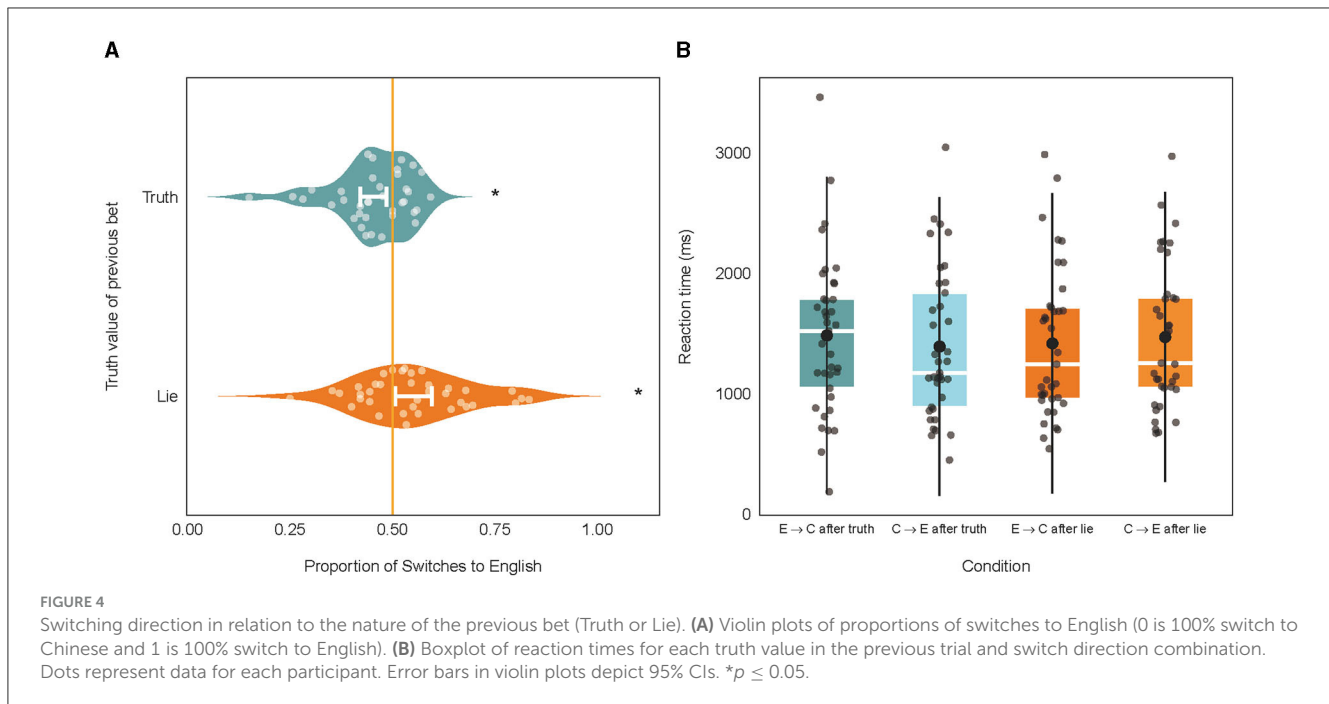 A
B
Truth value of previous bet
Truth
Lie
*
*
0.00 0.25 0.50 0.75 1.00
Proportion of Switches to English
Reaction time (ms)
3000
2000
1000
0
E → C after truth C → E after truth E → C after lie C → E after lie
Condition
FIGURE 4
Switching direction in relation to the nature of the previous bet (Truth or Lie). (A) Violin plots of proportions of switches to English (0 is 100% switch to
Chinese and 1 is 100% switch to English). (B) Boxplot of reaction times for each truth value in the previous trial and switch direction combination.
Dots represent data for each participant. Error bars in violin plots depict 95% CIs. *p ≤ 0.05.